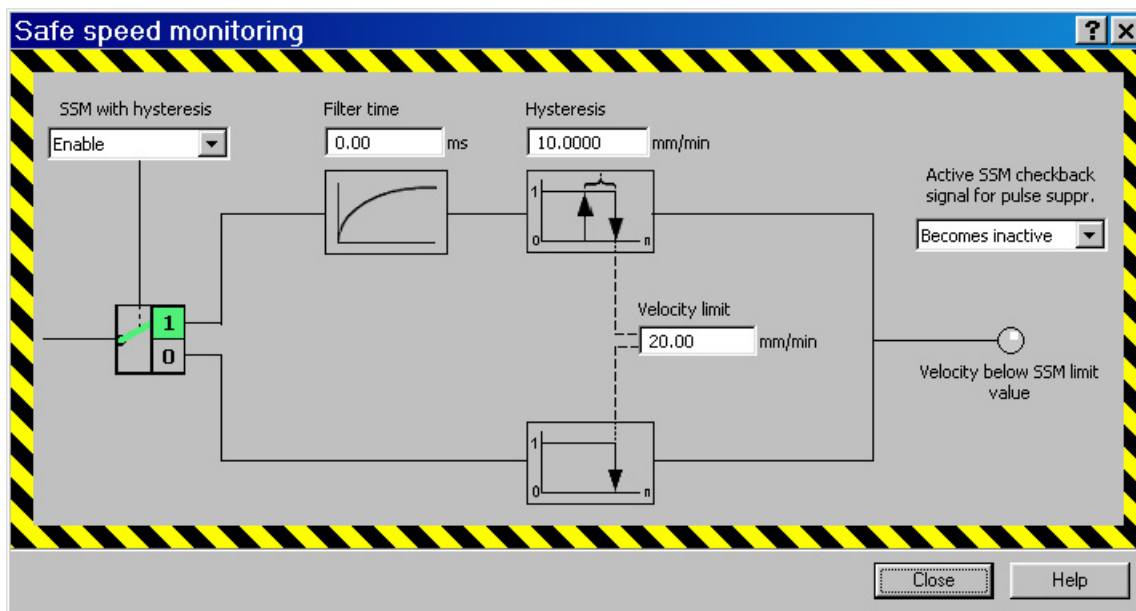 Safe speed monitoring
SSM with hysteresis
Enable
Filter time
0.00 ms
Hysteresis
10.0000 mm/min
1
0 n
Active SSM checkback
signal for pulse suppr.
Becomes inactive
1
0
Velocity limit
20.00 mm/min
Velocity below SSM limit
value
1
0 n
Close
Help